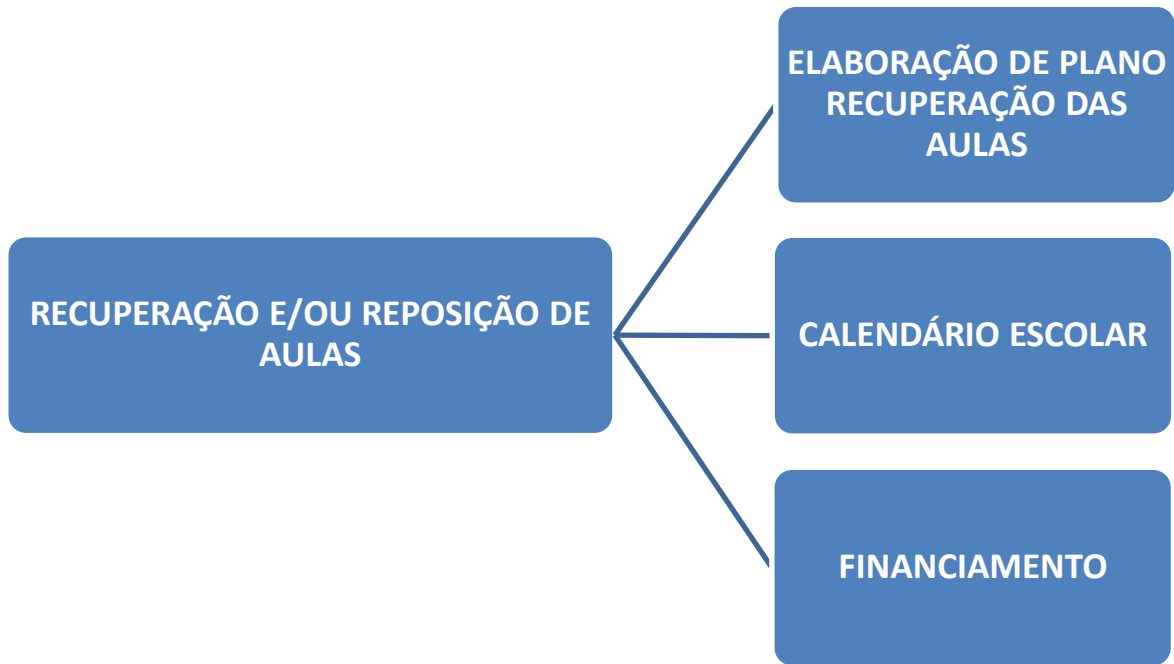 ELABORAÇÃO DE PLANO
RECUPERAÇÃO DAS
AULAS
RECUPERAÇÃO E/OU REPOSIÇÃO DE
AULAS
CALENDÁRIO ESCOLAR
FINANCIAMENTO